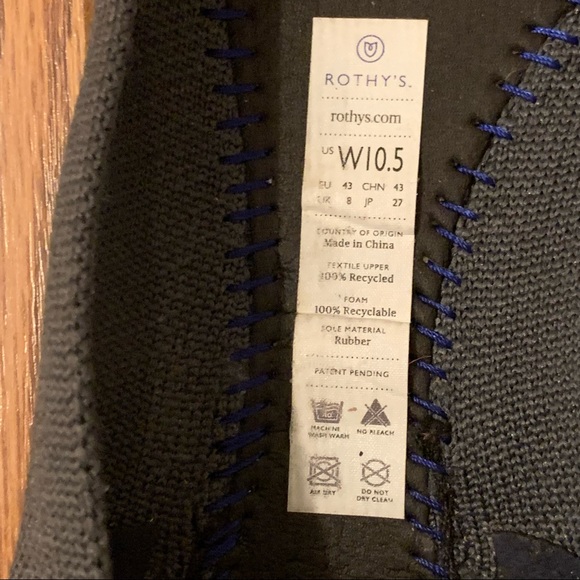 ROTHY'S™
rothys.com
US W10.5
EU 43 CHN 43
UK 8 JP 27
COUNTRY OF ORIGIN
Made in China
TEXTILE UPPER
100% Recycled
FOAM
100% Recyclable
SOLE MATERIAL
Rubber
PATENT PENDING
MACHINE NO BLEACH
WASH WARM
AIR DRY DO NOT
DRY CLEAN